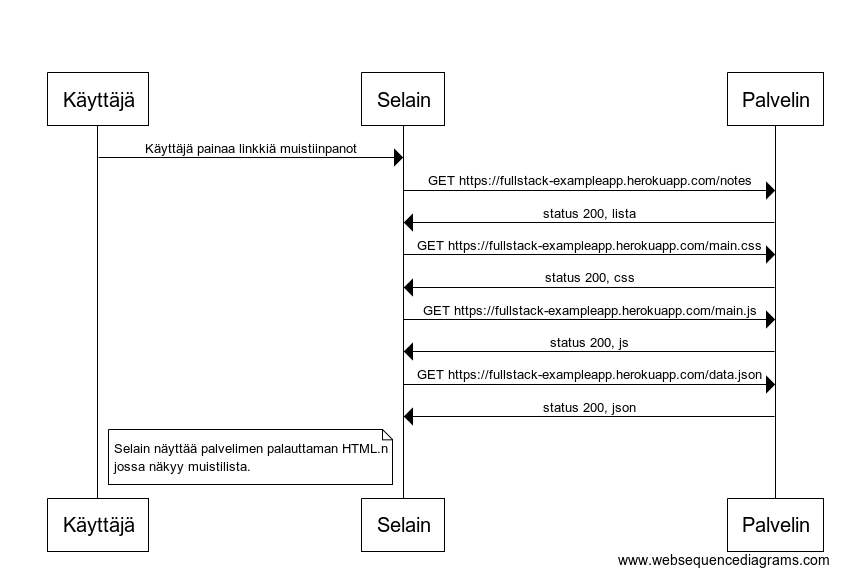 Käyttäjä
Selain
Palvelin
Käyttäjä painaa linkkiä muistiinpanot
GET https://fullstack-exampleapp.herokuapp.com/notes
status 200, lista
GET https://fullstack-exampleapp.herokuapp.com/main.css
status 200, css
GET https://fullstack-exampleapp.herokuapp.com/main.js
status 200, js
GET https://fullstack-exampleapp.herokuapp.com/data.json
status 200, json
Selain näyttää palvelimen palauttaman HTML.n
jossa näkyy muistilista.
Käyttäjä
Selain
Palvelin
www.websequencediagrams.com